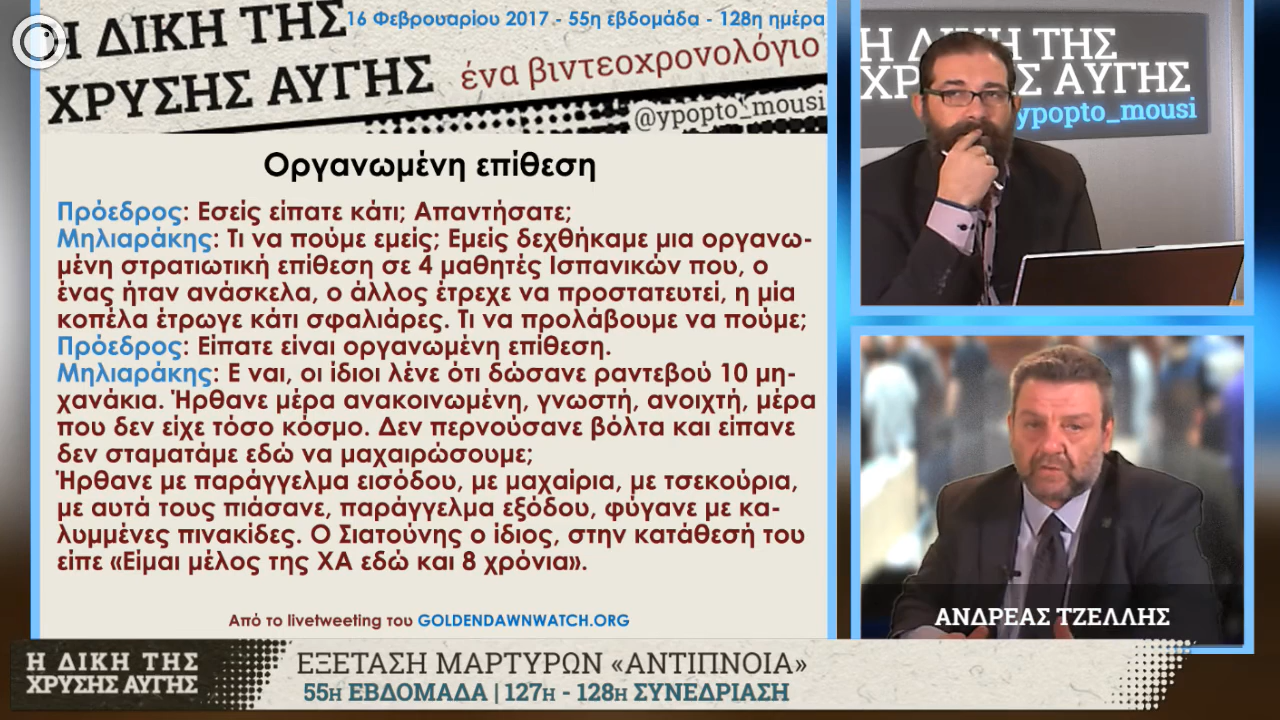 Η ΔΙΚΗ ΤΗΣ
16 Φεβρουαρίου 2017 - 55η εβδομάδα - 128η ημέρα
ΧΡΥΣΗΣ ΑΥΓΗΣ
ένα βιντεοχρονολόγιο
@ypopto_mousi
Οργανωμένη επίθεση
Πρόεδρος: Εσείς είπατε κάτι; Απαντήσατε;
Μηλιαράκης: Τι να πούμε εμείς; Εμείς δεχθήκαμε μια οργανω-
μένη στρατιωτική επίθεση σε 4 μαθητές Ισπανικών που, ο
ένας ήταν ανάσκελα, ο άλλος έτρεχε να προστατευτεί, η μία
κοπέλα έτρωγε κάτι σφαλιάρες. Τι να προλάβουμε να πούμε;
Πρόεδρος: Είπατε είναι οργανωμένη επίθεση.
Μηλιαράκης: Ε ναι, οι ίδιοι λένε ότι δώσανε ραντεβού 10 μη-
χανάκια. Ήρθανε μέρα ανακοινωμένη, γνωστή, ανοιχτή, μέρα
που δεν είχε τόσο κόσμο. Δεν περνούσανε βόλτα και είπανε
δεν σταματάμε εδώ να μαχαιρώσουμε;
Ήρθανε με παράγγελμα εισόδου, με μαχαίρια, με τσεκούρια,
με αυτά τους πιάσανε, παράγγελμα εξόδου, φύγανε με κα-
λυμμένες πινακίδες. Ο Σιατούνης ο ίδιος, στην κατάθεσή του
είπε «Είμαι μέλος της ΧΑ εδώ και 8 χρόνια».
Από το livetweeting του GOLDENDAWNWATCH.ORG
Η ΔΙΚΗ ΤΗΣ
ΧΡΥΣΗΣ ΑΥΓΗΣ
ypopto_mousi
ΑΝΔΡΕΑΣ ΤΖΕΛΛΗΣ
Η ΔΙΚΗ ΤΗΣ
ΧΡΥΣΗΣ ΑΥΓΗΣ
ΕΞΕΤΑΣΗ ΜΑΡΤΥΡΩΝ «ΑΝΤΙΠΝΟΙΑ»
55Η ΕΒΔΟΜΑΔΑ | 127Η - 128Η ΣΥΝΕΔΡΙΑΣΗ